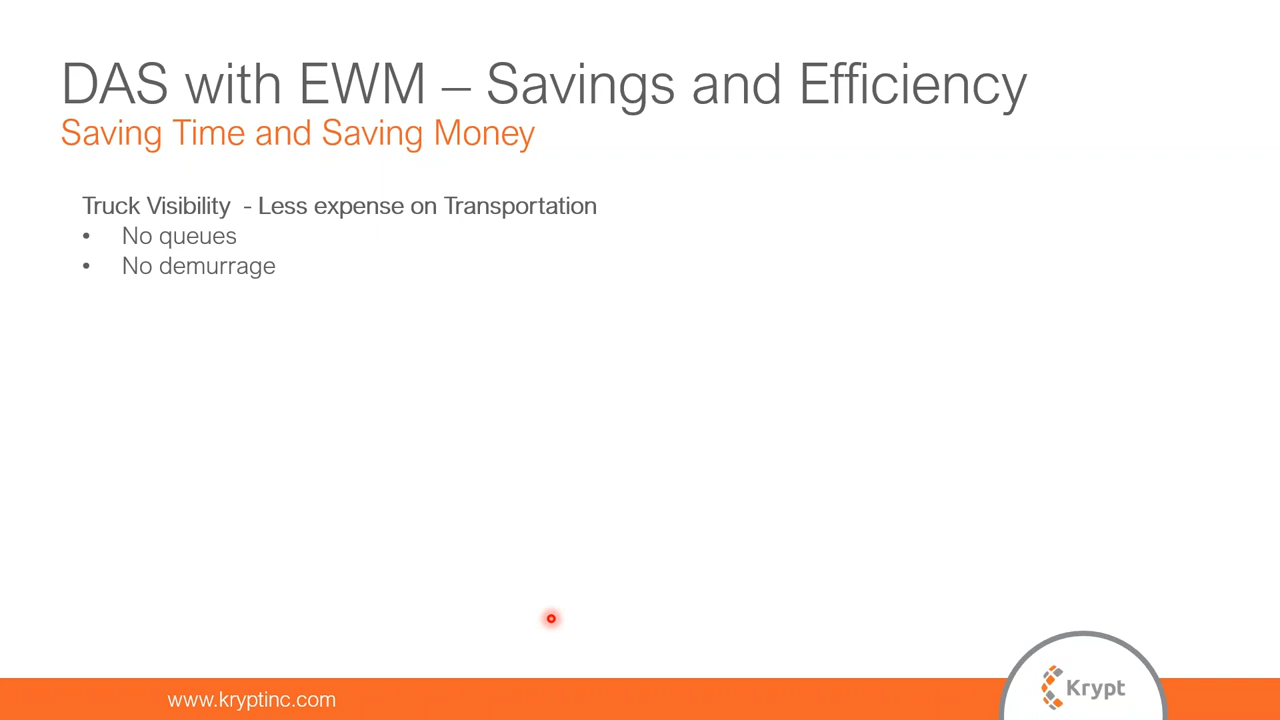 DAS with EWM – Savings and Efficiency
Saving Time and Saving Money
Truck Visibility - Less expense on Transportation
• No queues
• No demurrage
www.kryptinc.com
Krypt